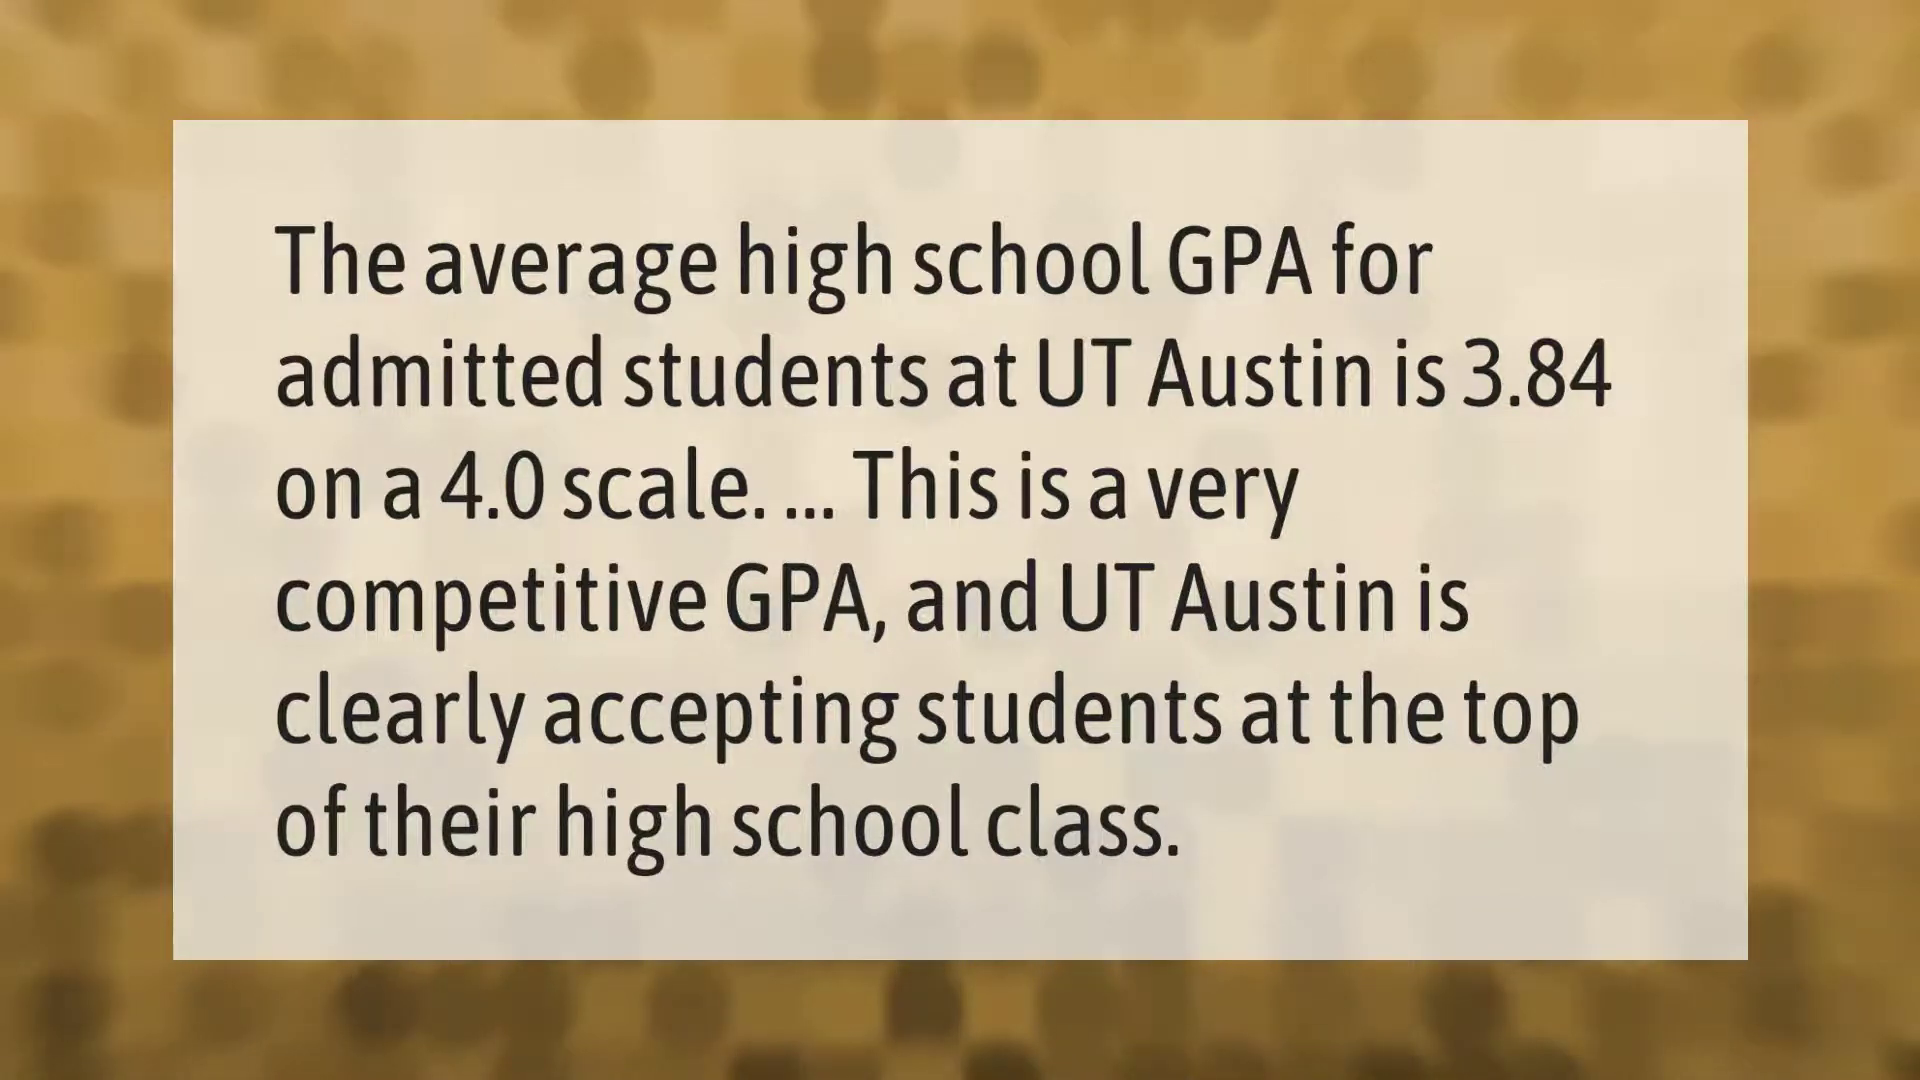 The average high school GPA for
admitted students at UT Austin is 3.84
on a 4.0 scale. ... This is a very
competitive GPA, and UT Austin is
clearly accepting students at the top
of their high school class.